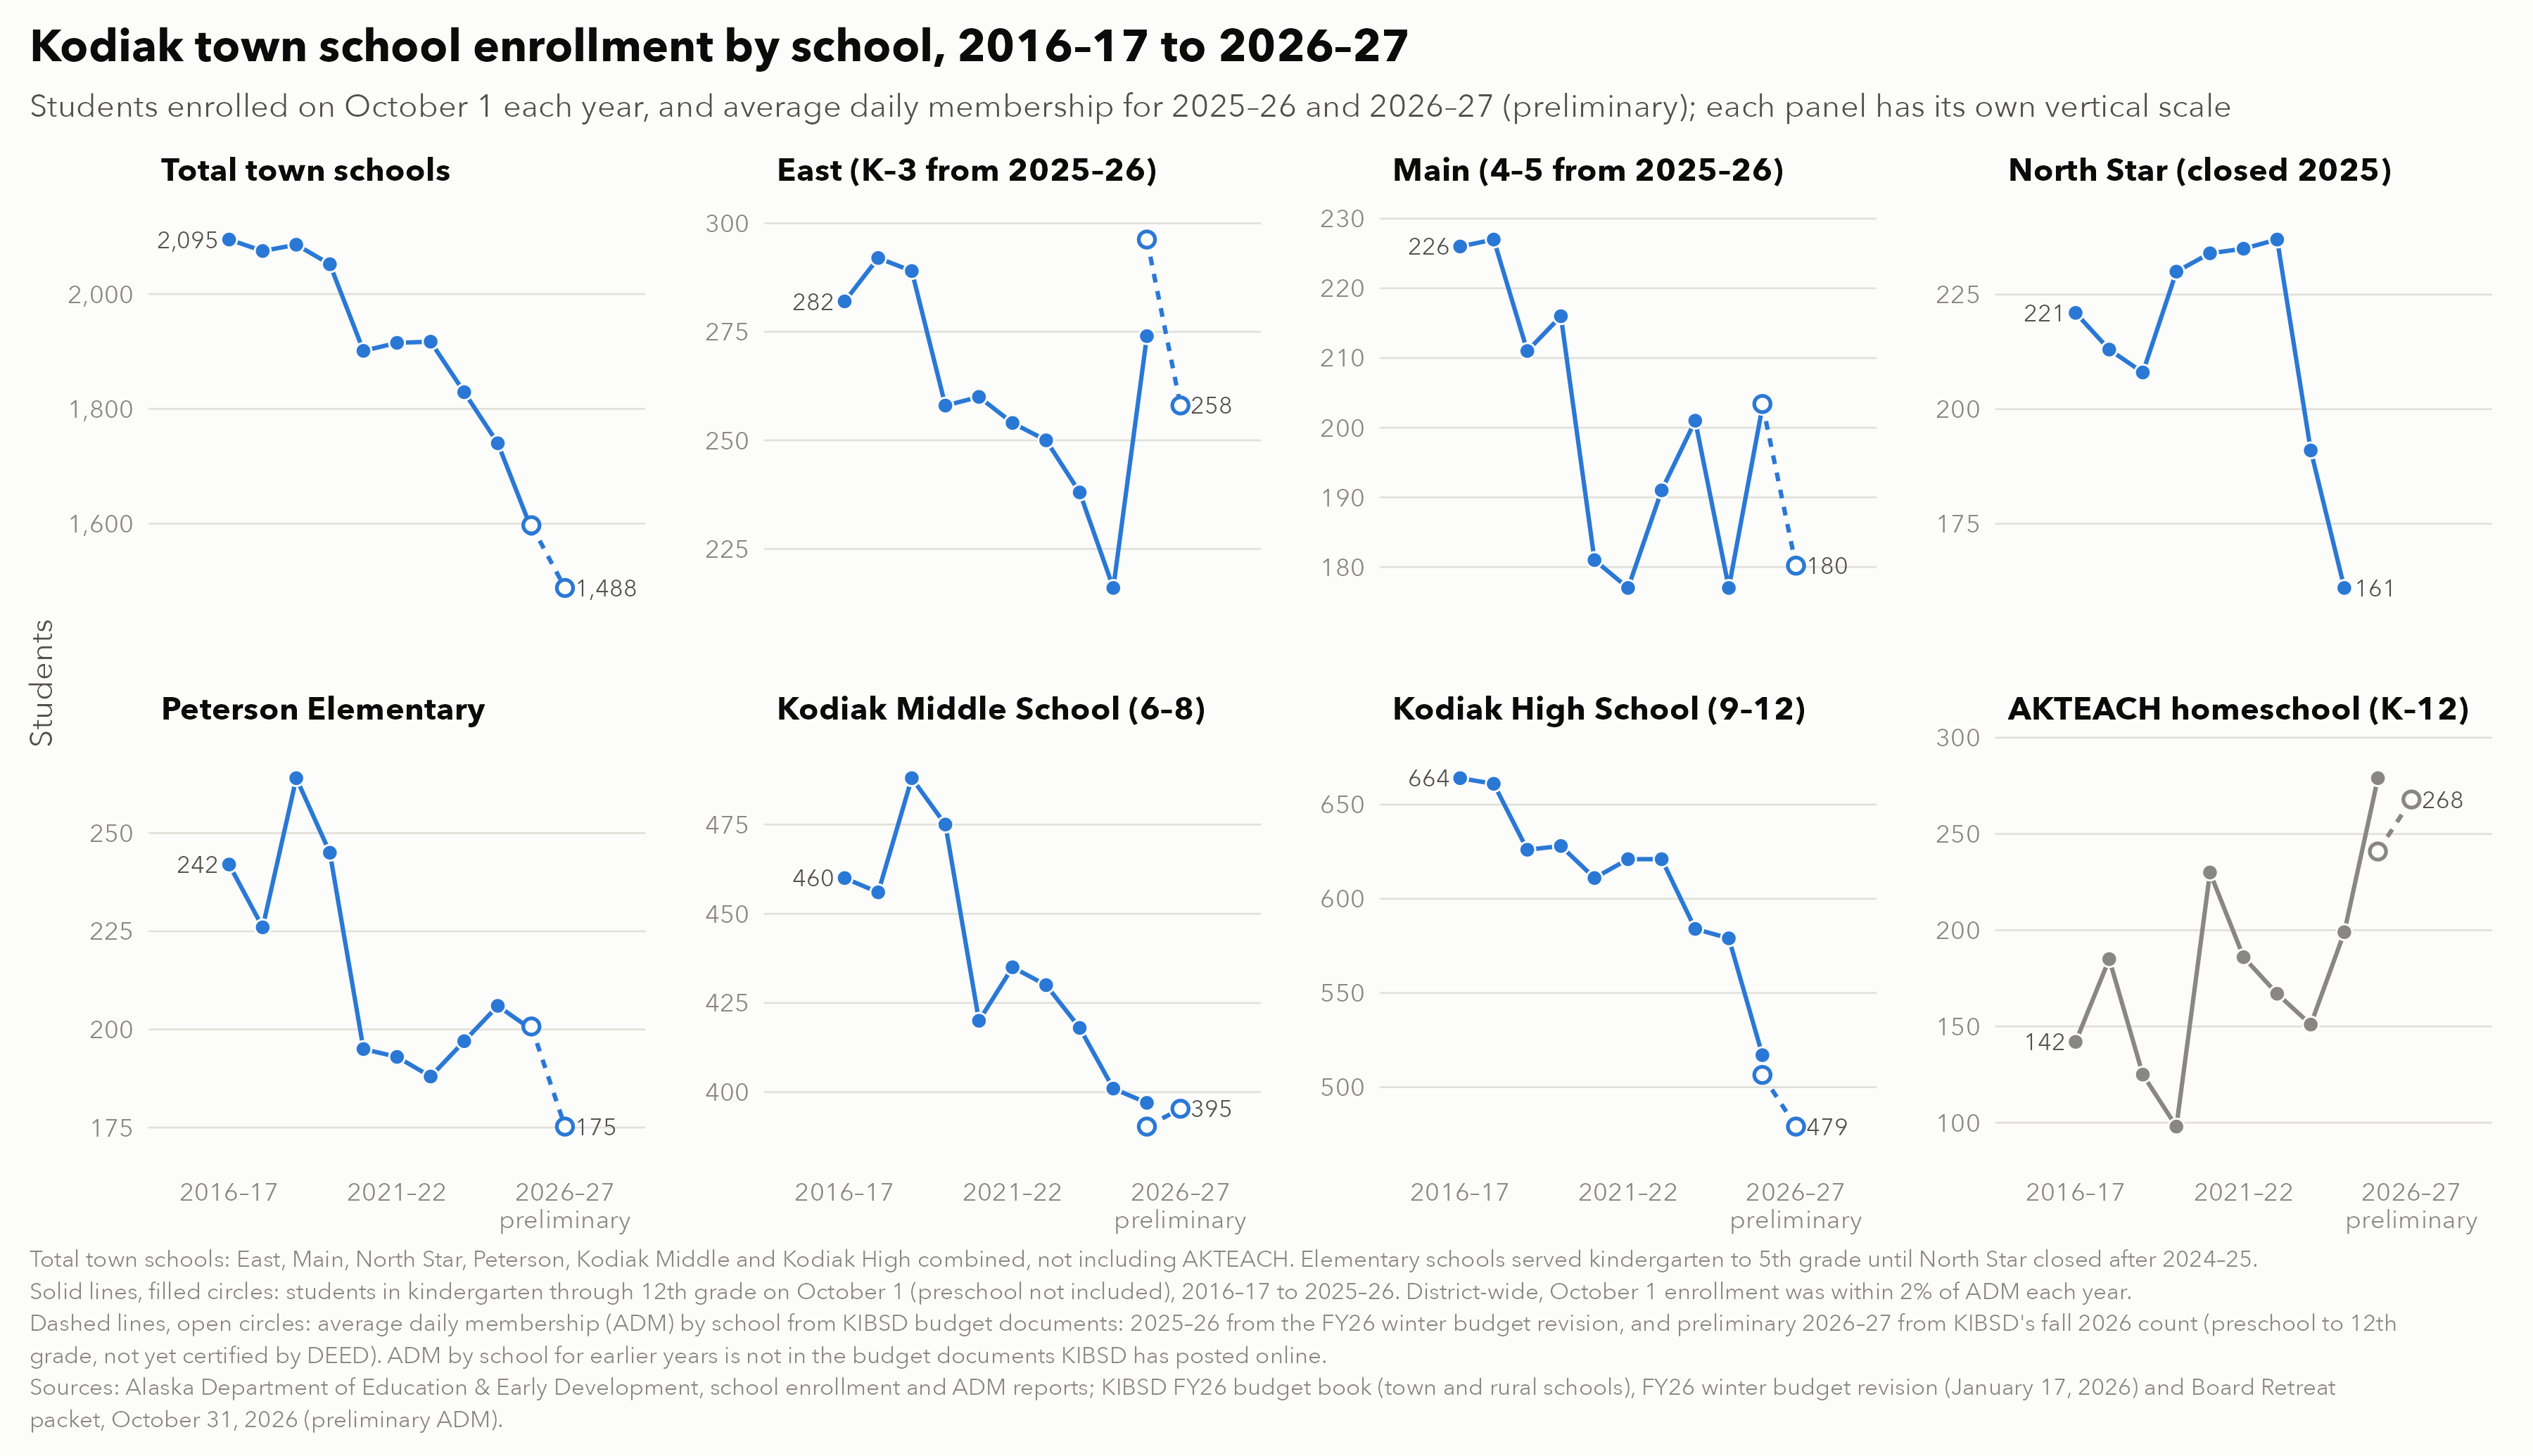 Kodiak town school enrollment by school, 2016–17 to 2026–27
Students enrolled on October 1 each year, and average daily membership for 2025–26 and 2026–27 (preliminary); each panel has its own vertical scale
Students
Total town schools
2,000
1,800
1,600
2,095
1,488
East (K–3 from 2025–26)
300
275
250
225
282
258
Main (4–5 from 2025–26)
230
220
210
200
190
180
226
180
North Star (closed 2025)
225
200
175
221
161
Peterson Elementary
250
225
200
175
242
175
2016–17
2021–22
2026–27
preliminary
Kodiak Middle School (6–8)
475
450
425
400
460
395
2016–17
2021–22
2026–27
preliminary
Kodiak High School (9–12)
650
600
550
500
664
479
2016–17
2021–22
2026–27
preliminary
AKTEACH homeschool (K–12)
300
250
200
150
100
142
268
2016–17
2021–22
2026–27
preliminary
Total town schools: East, Main, North Star, Peterson, Kodiak Middle and Kodiak High combined, not including AKTEACH. Elementary schools served kindergarten to 5th grade until North Star closed after 2024–25.
Solid lines, filled circles: students in kindergarten through 12th grade on October 1 (preschool not included), 2016–17 to 2025–26. District-wide, October 1 enrollment was within 2% of ADM each year.
Dashed lines, open circles: average daily membership (ADM) by school from KIBSD budget documents: 2025–26 from the FY26 winter budget revision, and preliminary 2026–27 from KIBSD's fall 2026 count (preschool to 12th
grade, not yet certified by DEED). ADM by school for earlier years is not in the budget documents KIBSD has posted online.
Sources: Alaska Department of Education & Early Development, school enrollment and ADM reports; KIBSD FY26 budget book (town and rural schools), FY26 winter budget revision (January 17, 2026) and Board Retreat
packet, October 31, 2026 (preliminary ADM).